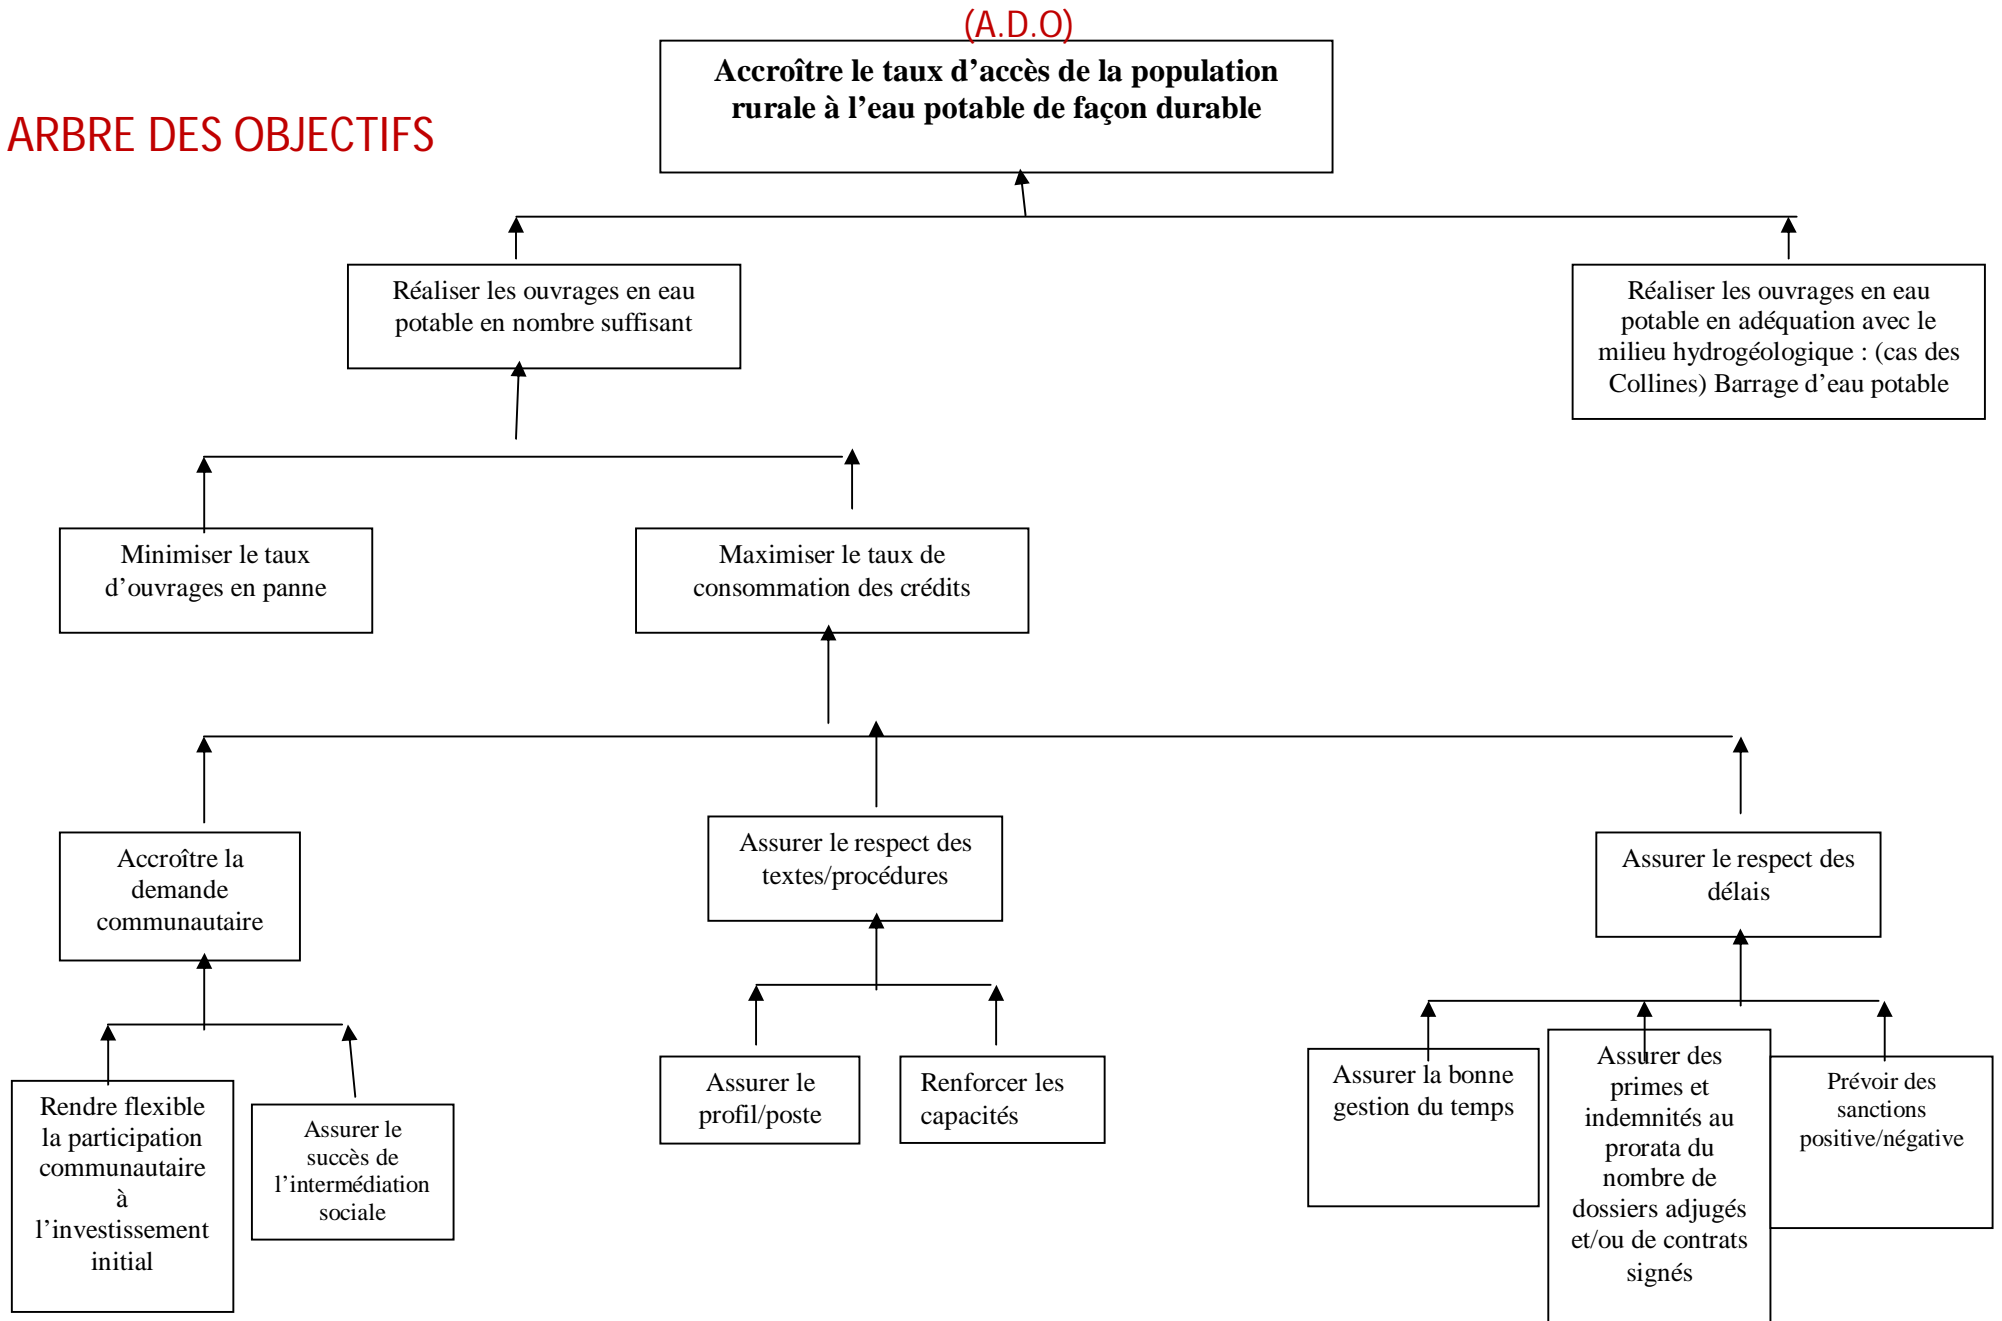 (A.D.O)
Accroître le taux d’accès de la population
rurale à l’eau potable de façon durable
ARBRE DES OBJECTIFS
Réaliser les ouvrages en eau
potable en nombre suffisant
Réaliser les ouvrages en eau
potable en adéquation avec le
milieu hydrogéologique : (cas des
Collines) Barrage d’eau potable
Minimiser le taux
d’ouvrages en panne
Maximiser le taux de
consommation des crédits
Accroître la
demande
communautaire
Assurer le respect des
textes/procédures
Assurer le respect des
délais
Rendre flexible
la participation
communautaire
à
l’investissement
initial
Assurer le
succès de
l’intermédiation
sociale
Assurer le
profil/poste
Renforcer les
capacités
Assurer la bonne
gestion du temps
Assurer des
primes et
indemnités au
prorata du
nombre de
dossiers adjugés
et/ou de contrats
signés
Prévoir des
sanctions
positive/négative